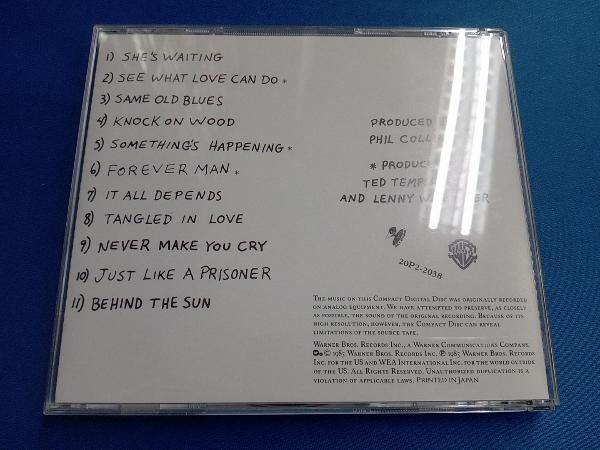 1) SHE'S WAITING
2) SEE WHAT LOVE CAN DO *
3) SAME OLD BLUES
4) KNOCK ON WOOD
5) SOMETHING'S HAPPENING *
6) FOREVER MAN *
7) IT ALL DEPENDS
8) TANGLED IN LOVE
9) NEVER MAKE YOU CRY
10) JUST LIKE A PRISONER
11) BEHIND THE SUN
PRODUCED
PHIL
*
TED
AND LENNY
20P2-2038
THE MUSIC ON THIS COMPACT DIGITAL DISC WAS ORIGINALLY RECORDED
ON ANALOG EQUIPMENT. WE HAVE ATTEMPTED TO PRESERVE, AS CLOSELY
AS POSSIBLE, THE SOUND OF THE ORIGINAL RECORDING. BECAUSE OF ITS
HIGH RESOLUTION, HOWEVER, THE COMPACT DISC CAN REVEAL
LIMITATIONS OF THE SOURCE TAPE.
WARNER BROS. RECORDS INC., A WARNER COMMUNICATIONS COMPANY.
© 1985 WARNER BROS. RECORDS INC. ℗ 1985 WARNER BROS. RECORDS
INC. FOR THE US AND WEA INTERNATIONAL INC. FOR THE WORLD OUTSIDE
OF THE US. ALL RIGHTS RESERVED. UNAUTHORIZED DUPLICATION IS A
VIOLATION OF APPLICABLE LAWS. PRINTED IN JAPAN